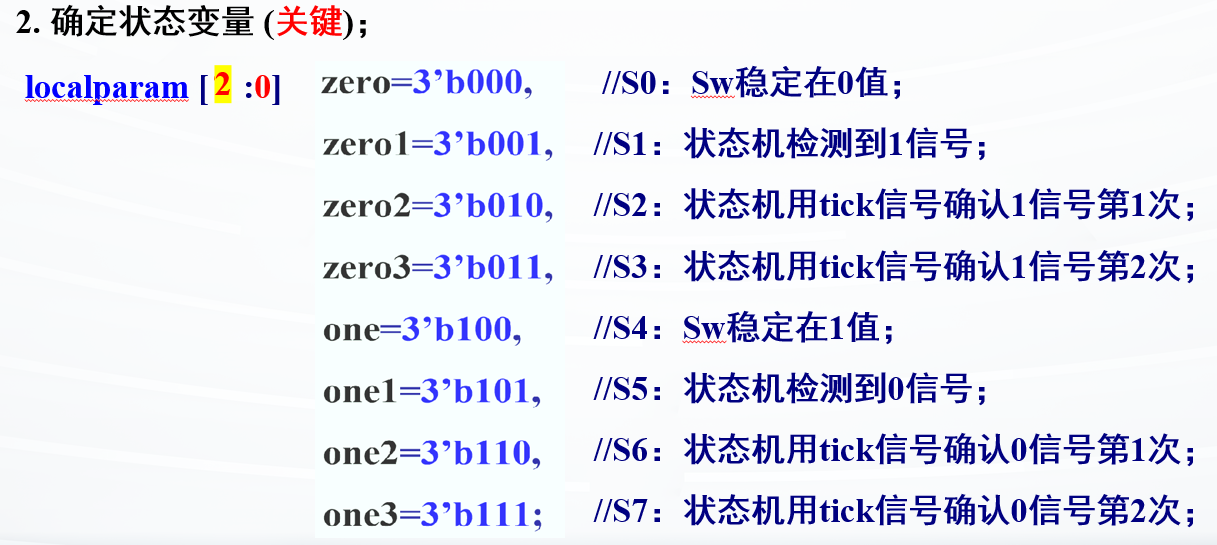 2. 确定状态变量 (关键)；
localparam [2 :0] zero=3’b000, //S0：Sw稳定在0值；
zero1=3’b001, //S1：状态机检测到1信号；
zero2=3’b010, //S2：状态机用tick信号确认1信号第1次；
zero3=3’b011, //S3：状态机用tick信号确认1信号第2次；
one=3’b100, //S4：Sw稳定在1值；
one1=3’b101, //S5：状态机检测到0信号；
one2=3’b110, //S6：状态机用tick信号确认0信号第1次；
one3=3’b111; //S7：状态机用tick信号确认0信号第2次；